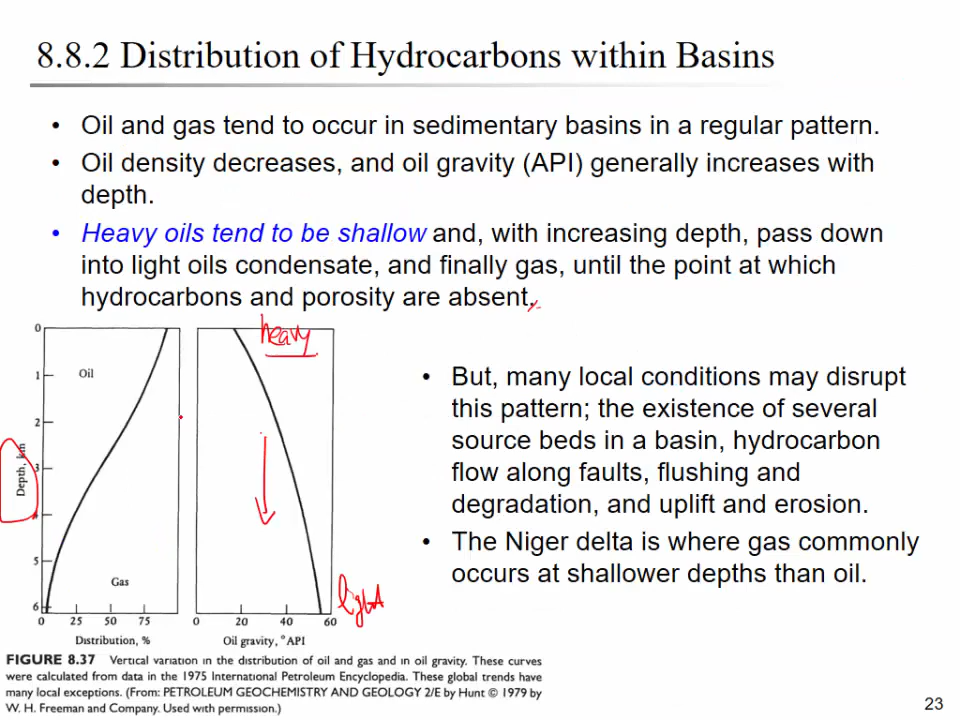 8.8.2 Distribution of Hydrocarbons within Basins
• Oil and gas tend to occur in sedimentary basins in a regular pattern.
• Oil density decreases, and oil gravity (API) generally increases with
depth.
• Heavy oils tend to be shallow and, with increasing depth, pass down
into light oils condensate, and finally gas, until the point at which
hydrocarbons and porosity are absent.
0
1
2
3
4
5
6
Depth, km
Oil
Gas
0 25 50 75
Distribution, %
heavy
light
0 20 40 60
Oil gravity, °API
FIGURE 8.37 Vertical variation in the distribution of oil and gas and in oil gravity. These curves
were calculated from data in the 1975 International Petroleum Encyclopedia. These global trends have
many local exceptions. (From: PETROLEUM GEOCHEMISTRY AND GEOLOGY 2/E by Hunt © 1979 by
W. H. Freeman and Company. Used with permission.)
• But, many local conditions may disrupt
this pattern; the existence of several
source beds in a basin, hydrocarbon
flow along faults, flushing and
degradation, and uplift and erosion.
• The Niger delta is where gas commonly
occurs at shallower depths than oil.
23